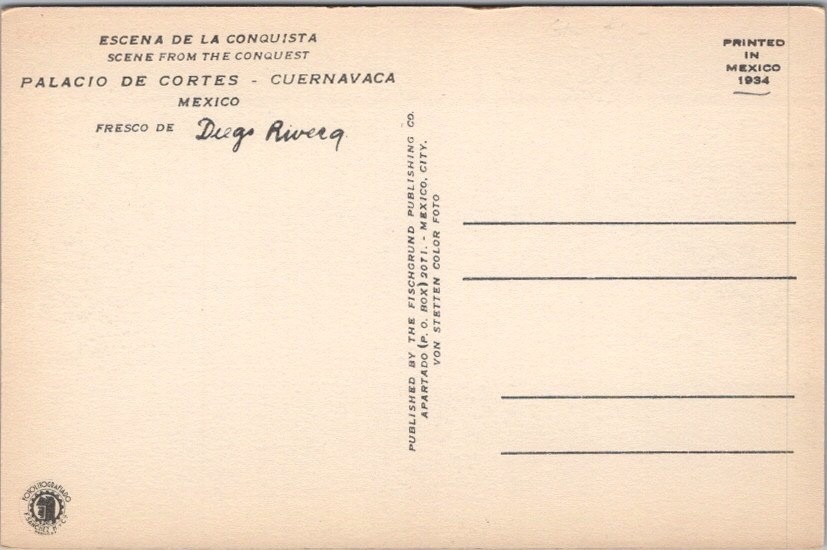 ESCENA DE LA CONQUISTA
SCENE FROM THE CONQUEST
PALACIO DE CORTES - CUERNAVACA
MEXICO
FRESCO DE Diego Rivera
PRINTED
IN
MEXICO
1934
PUBLISHED BY THE FISCHGRUND PUBLISHING CO.
APARTADO (P. O. BOX) 2071. - MEXICO, CITY.
VON STETTEN COLOR FOTO
FOTOLITOGRAFIADO